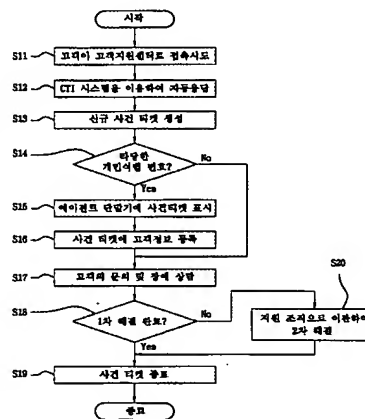 시작
S11
고객이 고객지원센터로 접촉시도
S12
CTI 시스템을 이용하여 자동응답
S13
신규 사건 티켓 생성
S14
타당한
개인식별 번호?
No
Yes
S15
에이전트 단말기에 사건티켓 표시
S16
사건 티켓에 고객정보 등록
S17
고객의 문의 및 장애 상담
S18
1차 해결 완료?
No
S20
지원 조직으로 이관하여
2차 해결
Yes
S19
사건 티켓 종료
종료